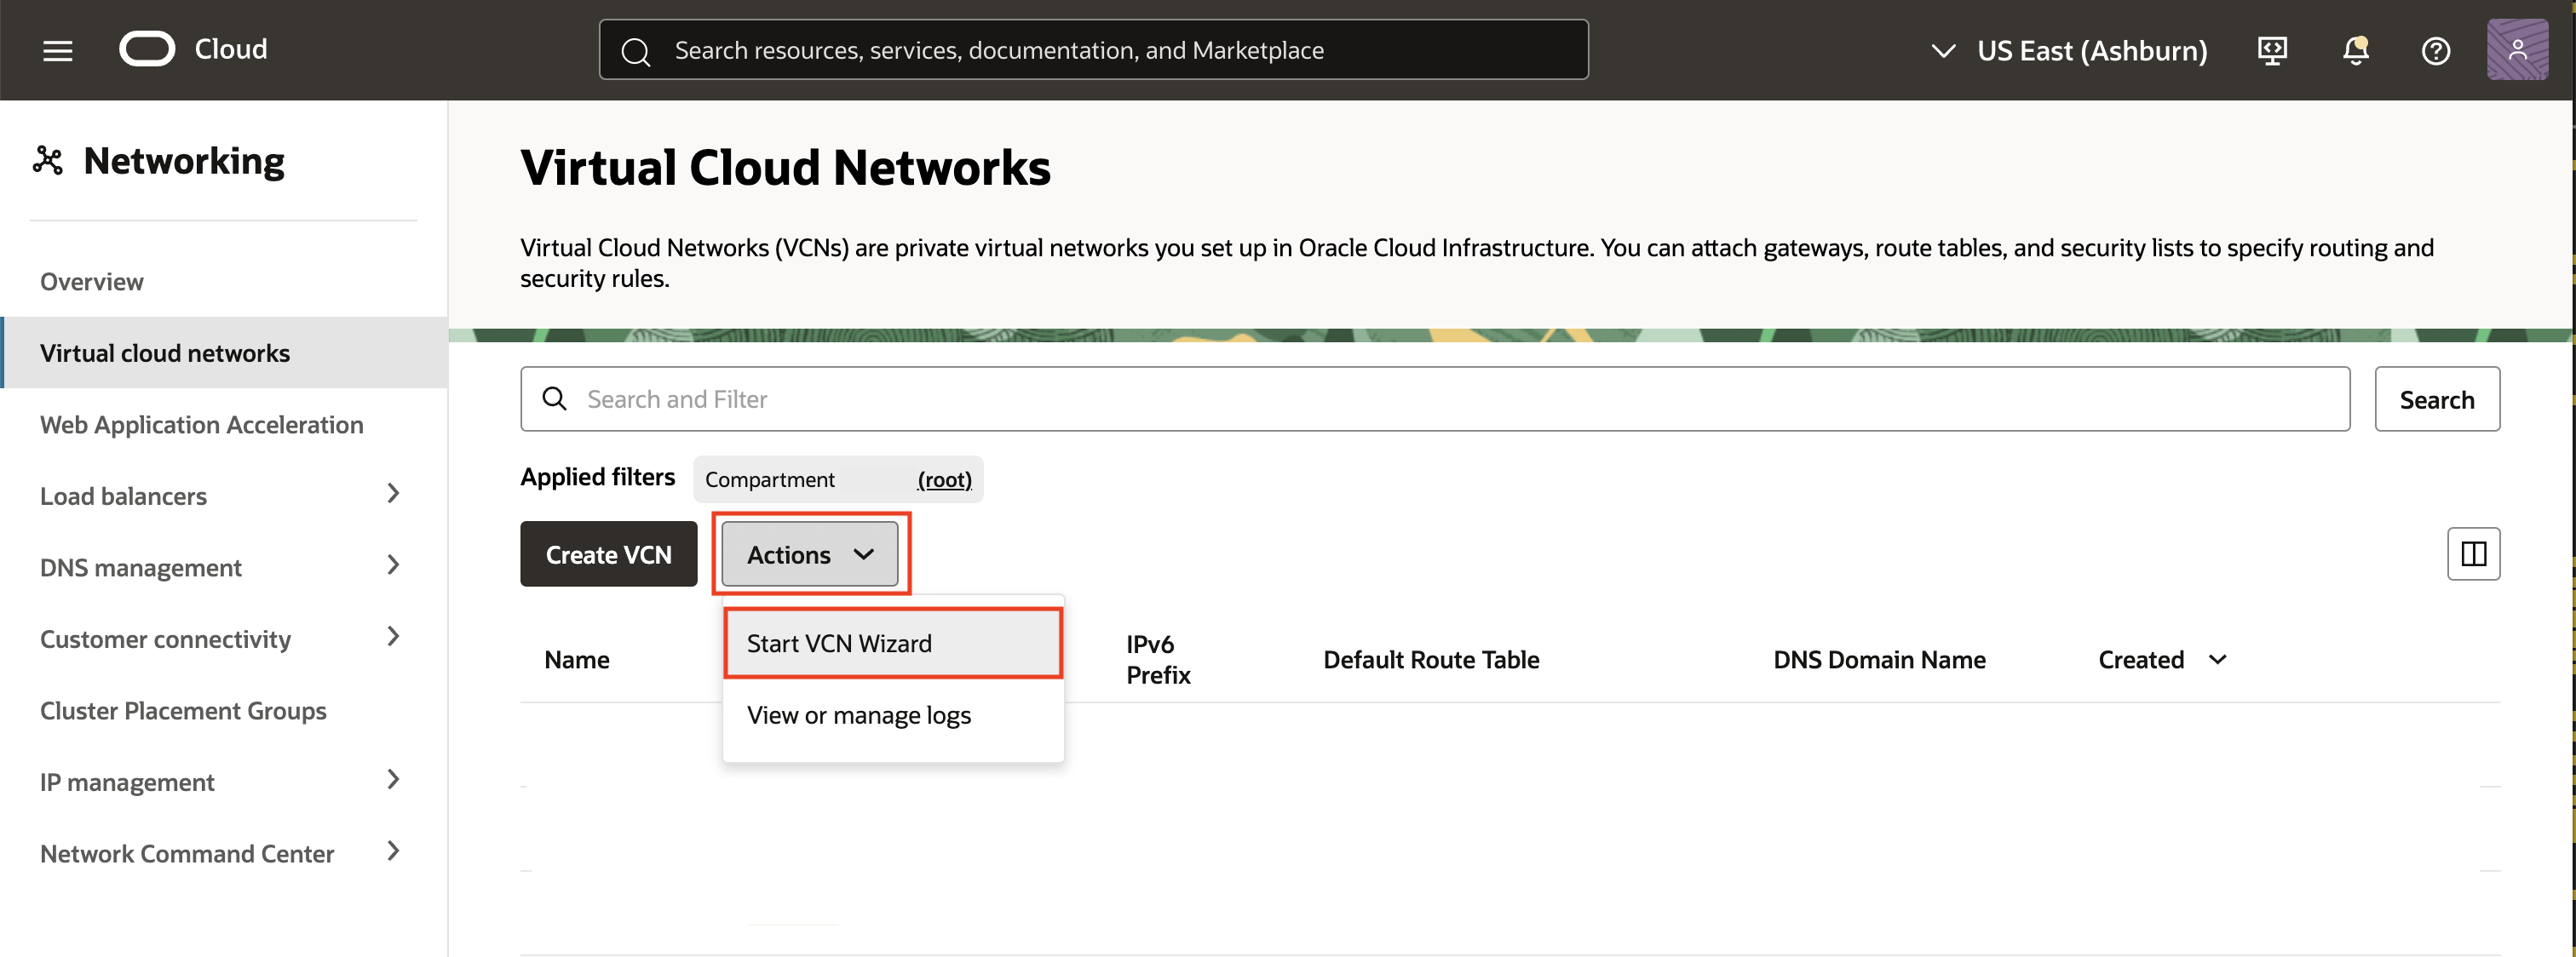 Cloud
Search resources, services, documentation, and Marketplace
US East (Ashburn)
Networking
Overview
Virtual cloud networks
Web Application Acceleration
Load balancers
DNS management
Customer connectivity
Cluster Placement Groups
IP management
Network Command Center
Virtual Cloud Networks
Virtual Cloud Networks (VCNs) are private virtual networks you set up in Oracle Cloud Infrastructure. You can attach gateways, route tables, and security lists to specify routing and
security rules.
Search and Filter
Search
Applied filters
Compartment (root)
Create VCN
Actions
Start VCN Wizard
View or manage logs
Name
IPv6
Prefix
Default Route Table
DNS Domain Name
Created